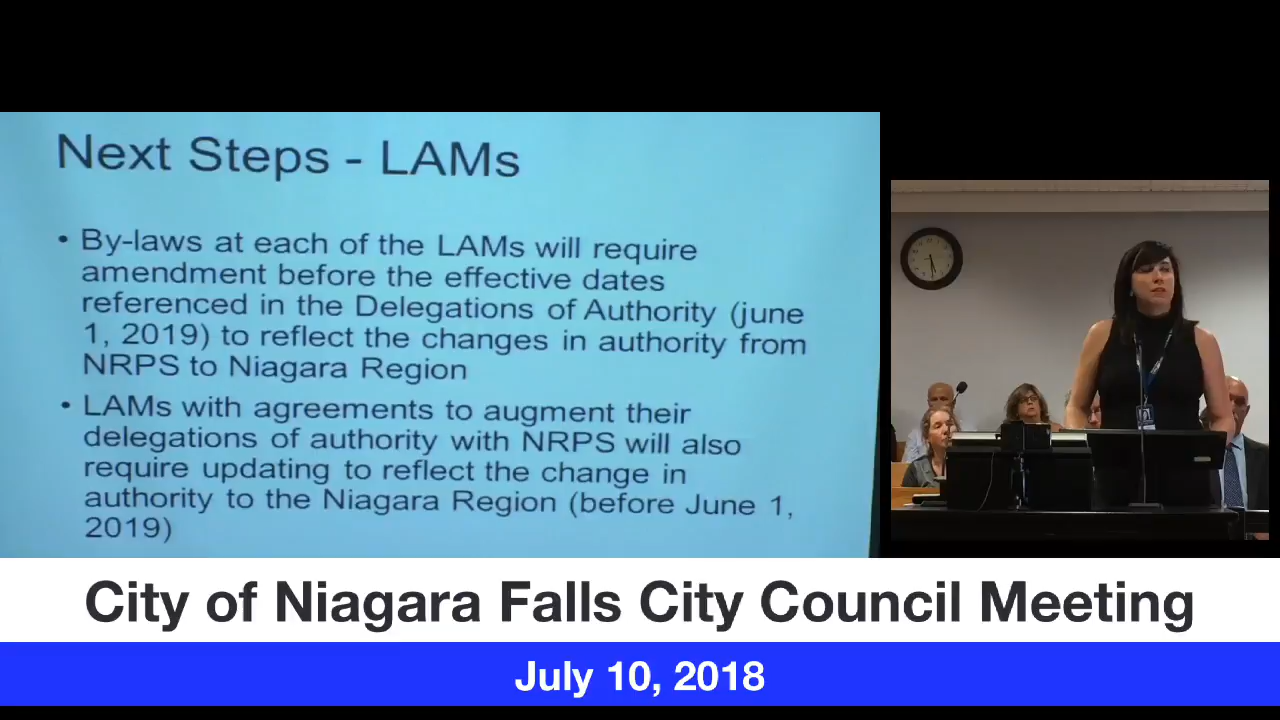 Next Steps - LAMs
• By-laws at each of the LAMs will require
amendment before the effective dates
referenced in the Delegations of Authority (june
1, 2019) to reflect the changes in authority from
NRPS to Niagara Region
• LAMs with agreements to augment their
delegations of authority with NRPS will also
require updating to reflect the change in
authority to the Niagara Region (before June 1,
2019)
City of Niagara Falls City Council Meeting
July 10, 2018